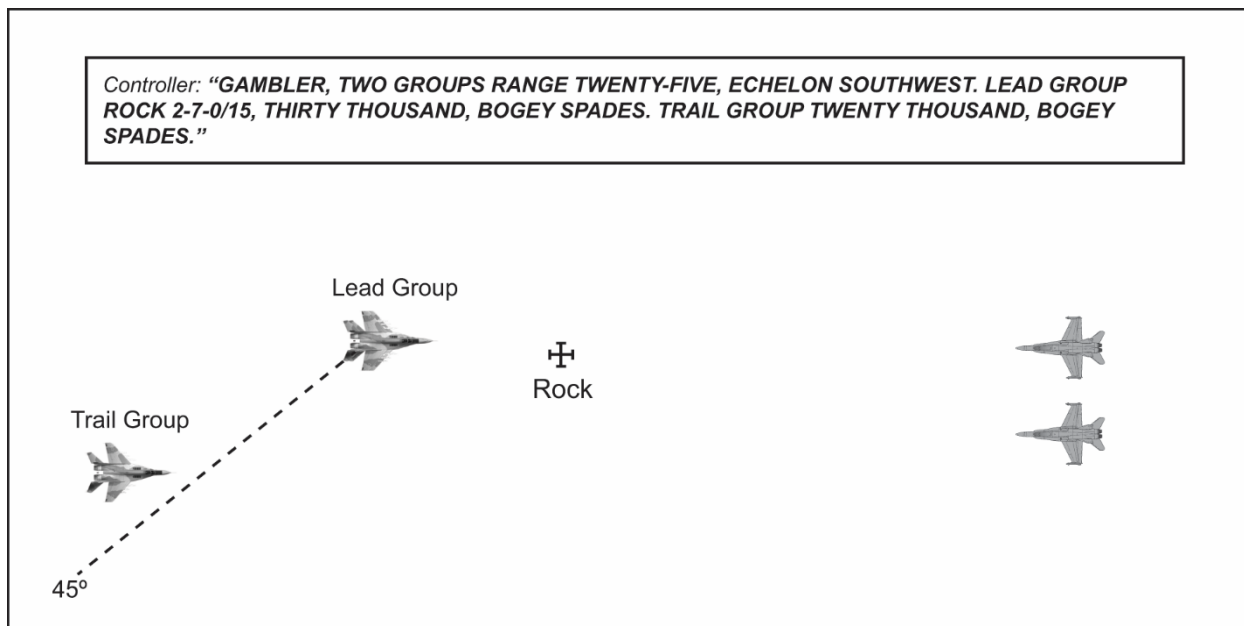 Controller: “GAMBLER, TWO GROUPS RANGE TWENTY-FIVE, ECHELON SOUTHWEST. LEAD GROUP
ROCK 2-7-0/15, THIRTY THOUSAND, BOGEY SPADES. TRAIL GROUP TWENTY THOUSAND, BOGEY
SPADES.”
Lead Group
Rock
Trail Group
45º